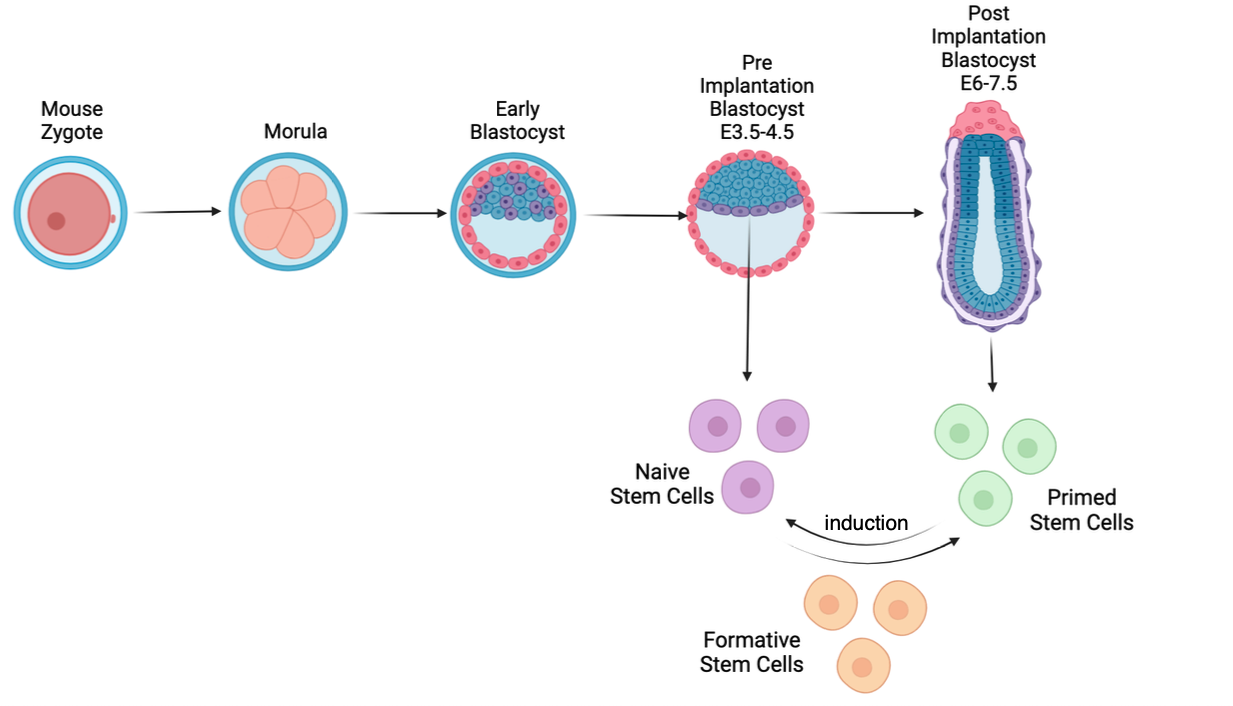 Mouse
Zygote
Morula
Early
Blastocyst
Pre
Implantation
Blastocyst
E3.5-4.5
Post
Implantation
Blastocyst
E6-7.5
Naive
Stem Cells
Primed
Stem Cells
induction
Formative
Stem Cells